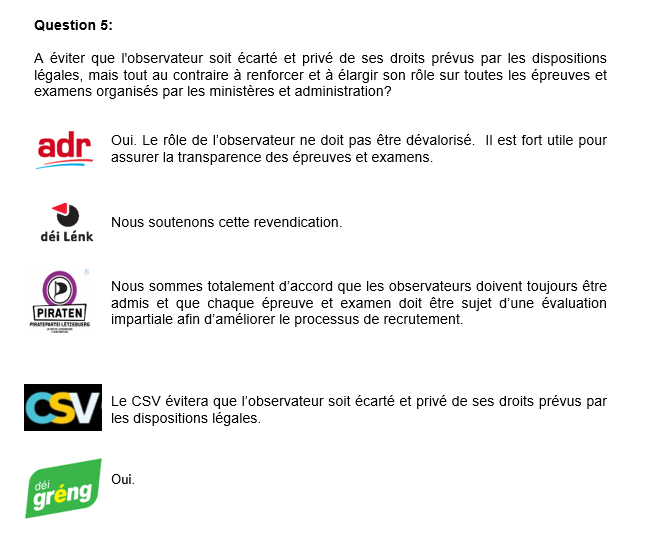 Question 5:
A éviter que l'observateur soit écarté et privé de ses droits prévus par les dispositions
légales, mais tout au contraire à renforcer et à élargir son rôle sur toutes les épreuves et
examens organisés par les ministères et administration?
adr
Oui. Le rôle de l’observateur ne doit pas être dévalorisé. Il est fort utile pour
assurer la transparence des épreuves et examens.
déi Lénk
Nous soutenons cette revendication.
PIRATEN
PIRATEPARTEI LËTZEBUERG
Nous sommes totalement d’accord que les observateurs doivent toujours être
admis et que chaque épreuve et examen doit être sujet d’une évaluation
impartiale afin d’améliorer le processus de recrutement.
CSV
Le CSV évitera que l’observateur soit écarté et privé de ses droits prévus par
les dispositions légales.
déi
gréng
Oui.